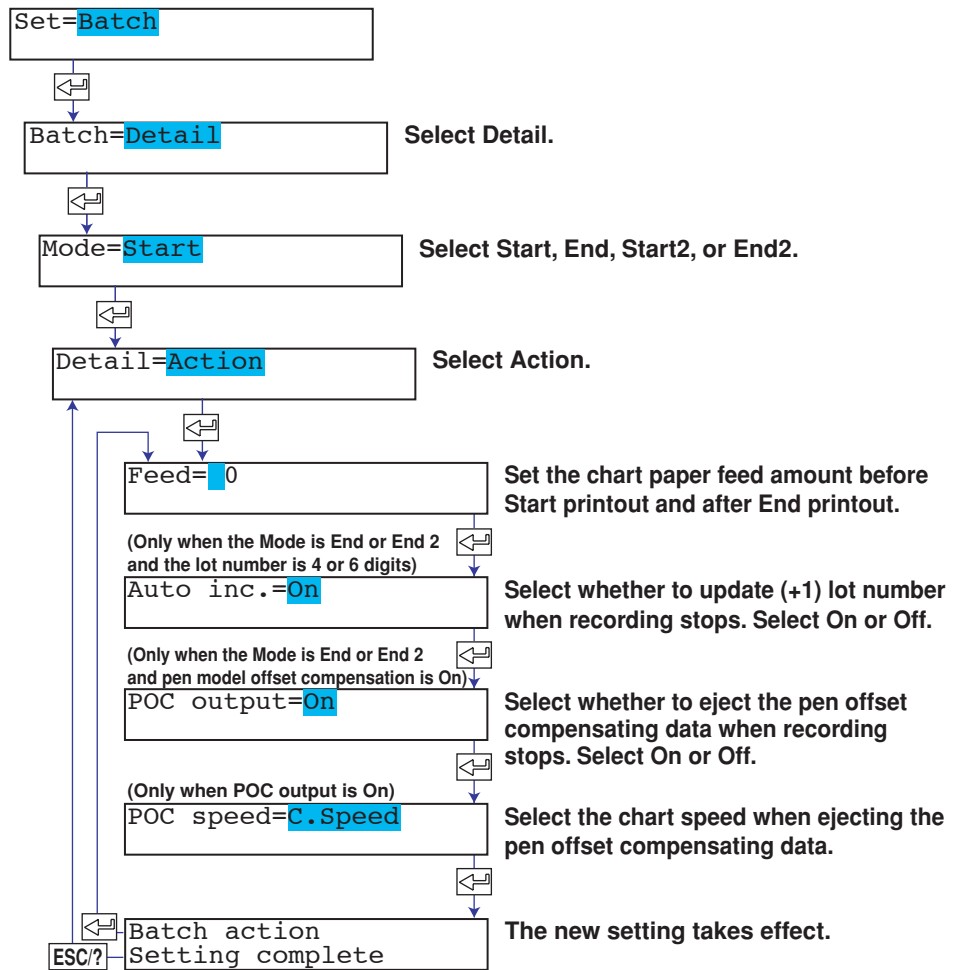 Set=Batch
Batch=Detail
Select Detail.
Mode=Start
Select Start, End, Start2, or End2.
Detail=Action
Select Action.
Feed= 0
Set the chart paper feed amount before
Start printout and after End printout.
(Only when the Mode is End or End 2
and the lot number is 4 or 6 digits)
Auto inc.=On
Select whether to update (+1) lot number
when recording stops. Select On or Off.
(Only when the Mode is End or End 2
and pen model offset compensation is On)
POC output=On
Select whether to eject the pen offset
compensating data when recording
stops. Select On or Off.
(Only when POC output is On)
POC speed=C.Speed
Select the chart speed when ejecting the
pen offset compensating data.
Batch action
Setting complete
The new setting takes effect.
ESC/?